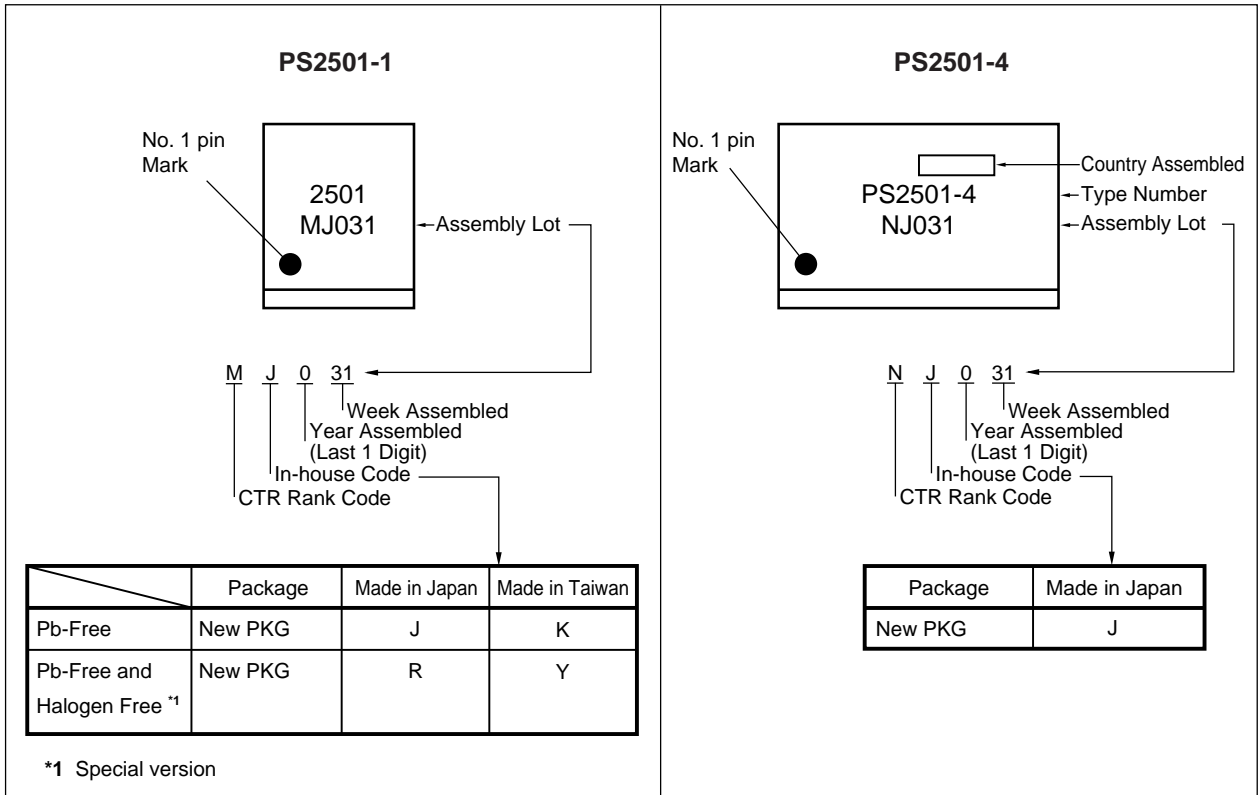 PS2501-1
No. 1 pin
Mark
2501
MJ031
Assembly Lot
M J 0 31
Week Assembled
Year Assembled
(Last 1 Digit)
In-house Code
CTR Rank Code
Package Made in Japan Made in Taiwan
Pb-Free New PKG J K
Pb-Free and New PKG R Y
Halogen Free *1
*1 Special version
PS2501-4
No. 1 pin
Mark
Country Assembled
PS2501-4 Type Number
NJ031 Assembly Lot
N J 0 31
Week Assembled
Year Assembled
(Last 1 Digit)
In-house Code
CTR Rank Code
Package Made in Japan
New PKG J